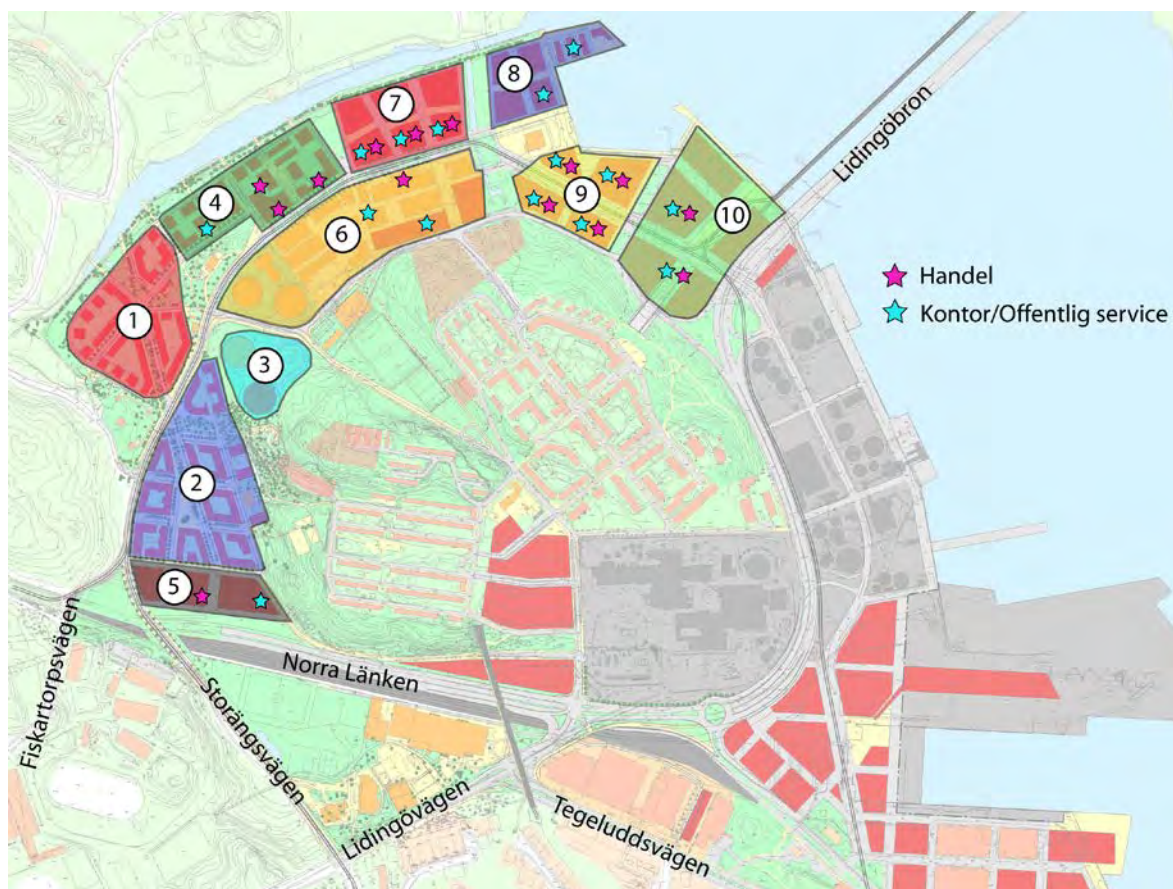 8
7
Lidingöbron
4
9
10
6
Handel
1
Kontor/Offentlig service
3
2
5
Norra Länken
Fiskartorpsvägen
Storängsvägen
Lidingövägen
Tegeluddsvägen